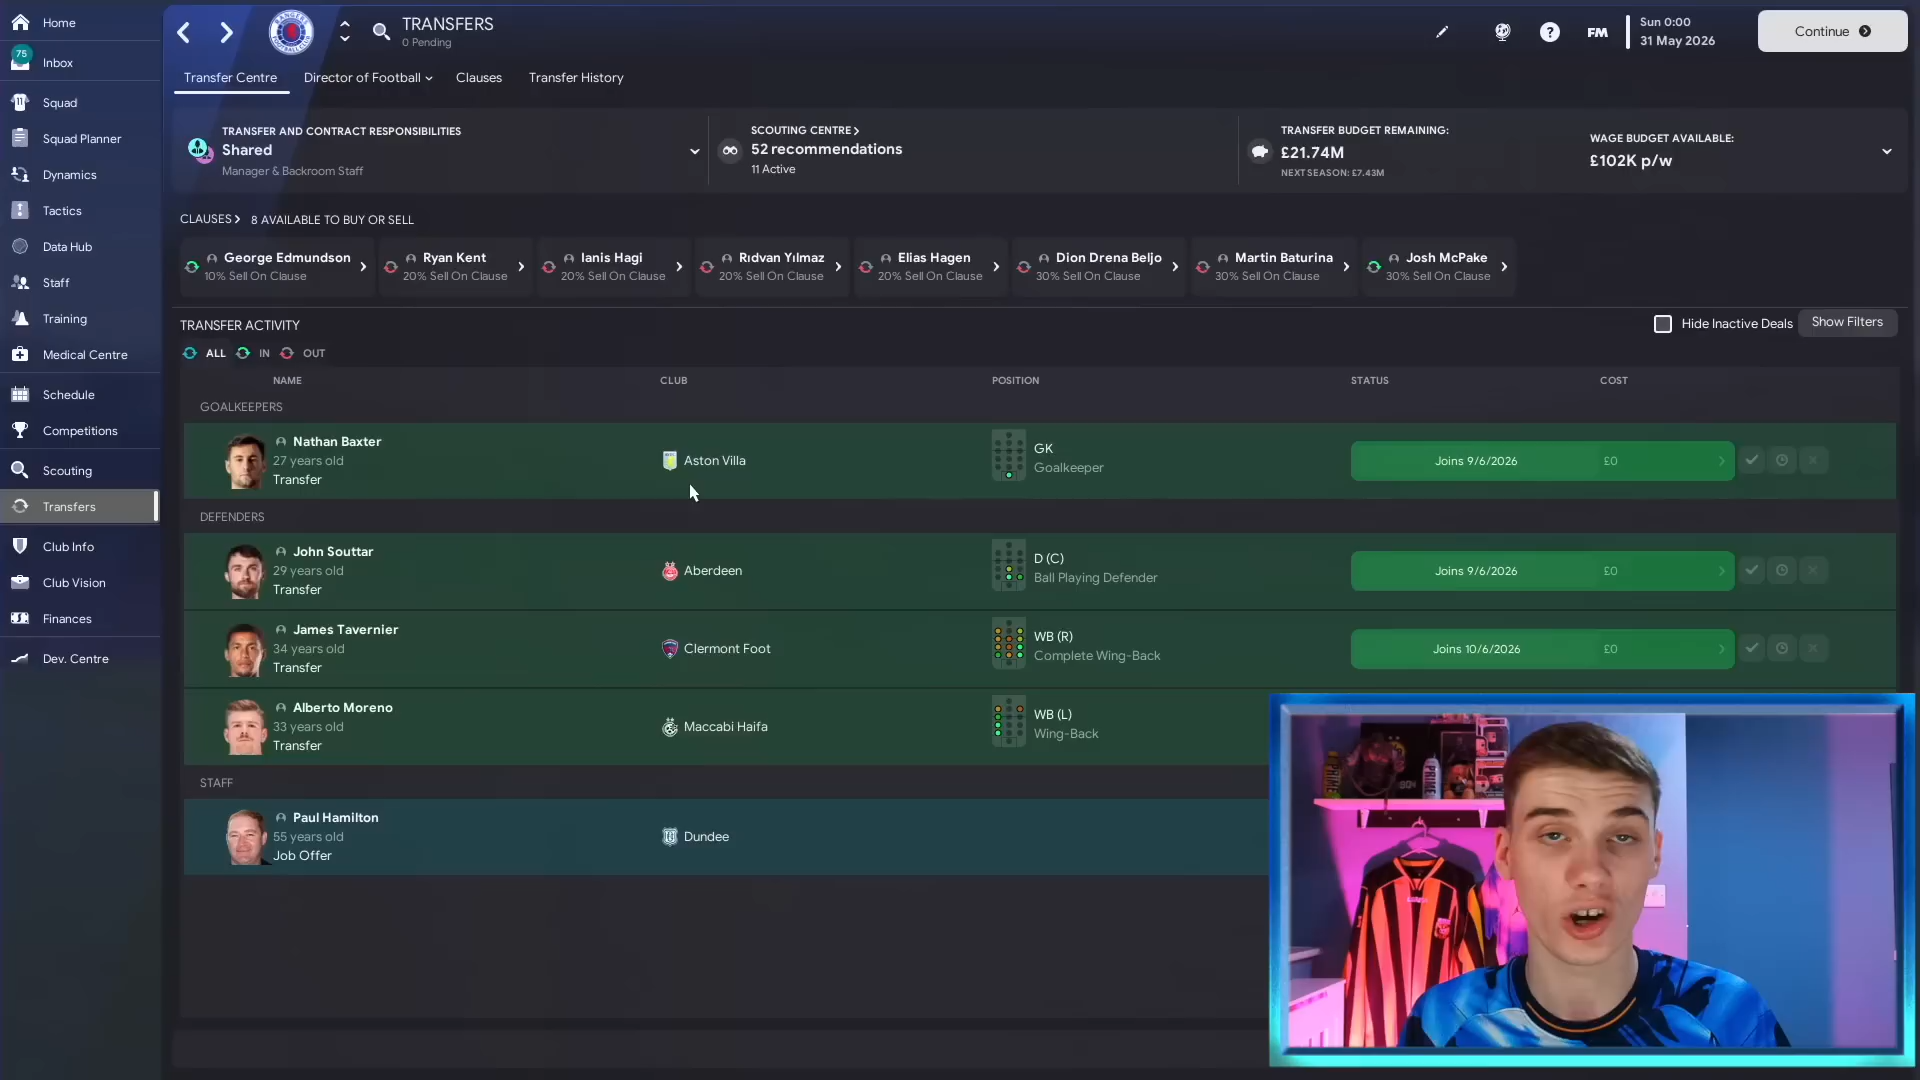 Home
75
Inbox
Squad
Squad Planner
Dynamics
Tactics
Data Hub
Staff
Training
Medical Centre
Schedule
Competitions
Scouting
Transfers
Club Info
Club Vision
Finances
Dev. Centre
TRANSFERS
0 Pending
?
FM
Sun 0:00
31 May 2026
Continue
Transfer Centre
Director of Football
Clauses
Transfer History
TRANSFER AND CONTRACT RESPONSIBILITIES
Shared
Manager & Backroom Staff
SCOUTING CENTRE
52 recommendations
11 Active
TRANSFER BUDGET REMAINING:
£21.74M
NEXT SEASON: £7.43M
WAGE BUDGET AVAILABLE:
£102K p/w
CLAUSES 8 AVAILABLE TO BUY OR SELL
George Edmundson
10% Sell On Clause
Ryan Kent
20% Sell On Clause
Ianis Hagi
20% Sell On Clause
Rıdvan Yılmaz
20% Sell On Clause
Elias Hagen
20% Sell On Clause
Dion Drena Beljo
30% Sell On Clause
Martin Baturina
30% Sell On Clause
Josh McPake
30% Sell On Clause
TRANSFER ACTIVITY
Hide Inactive Deals
Show Filters
ALL IN OUT
NAME CLUB POSITION STATUS COST
GOALKEEPERS
Nathan Baxter
27 years old
Transfer
Aston Villa
GK
Goalkeeper
Joins 9/6/2026 £0
DEFENDERS
John Souttar
29 years old
Transfer
Aberdeen
D (C)
Ball Playing Defender
Joins 9/6/2026 £0
James Tavernier
34 years old
Transfer
Clermont Foot
WB (R)
Complete Wing-Back
Joins 10/6/2026 £0
Alberto Moreno
33 years old
Transfer
Maccabi Haifa
WB (L)
Wing-Back
STAFF
Paul Hamilton
55 years old
Job Offer
Dundee
PRIME
PRIME